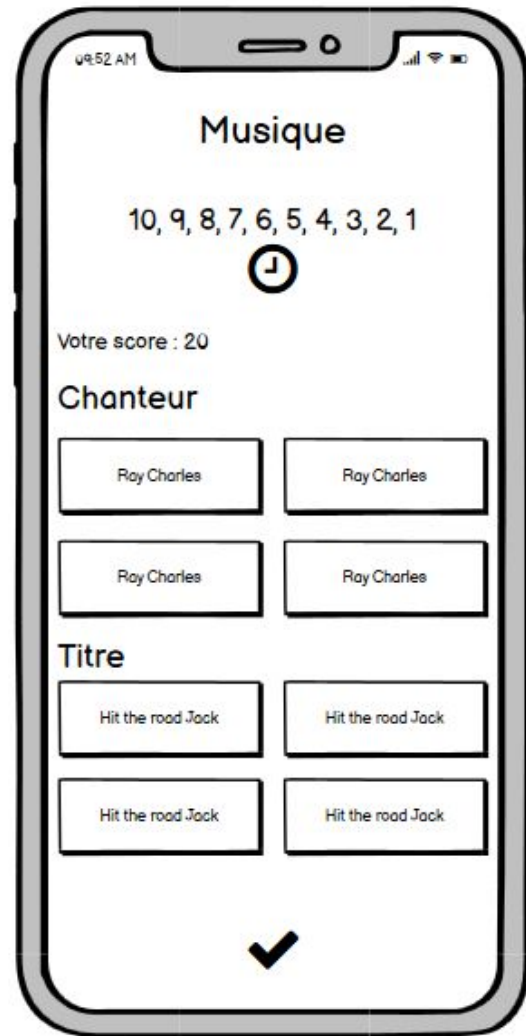 09:52 AM
Musique
10, 9, 8, 7, 6, 5, 4, 3, 2, 1
Votre score : 20
Chanteur
Ray Charles Ray Charles
Ray Charles Ray Charles
Titre
Hit the road Jack Hit the road Jack
Hit the road Jack Hit the road Jack